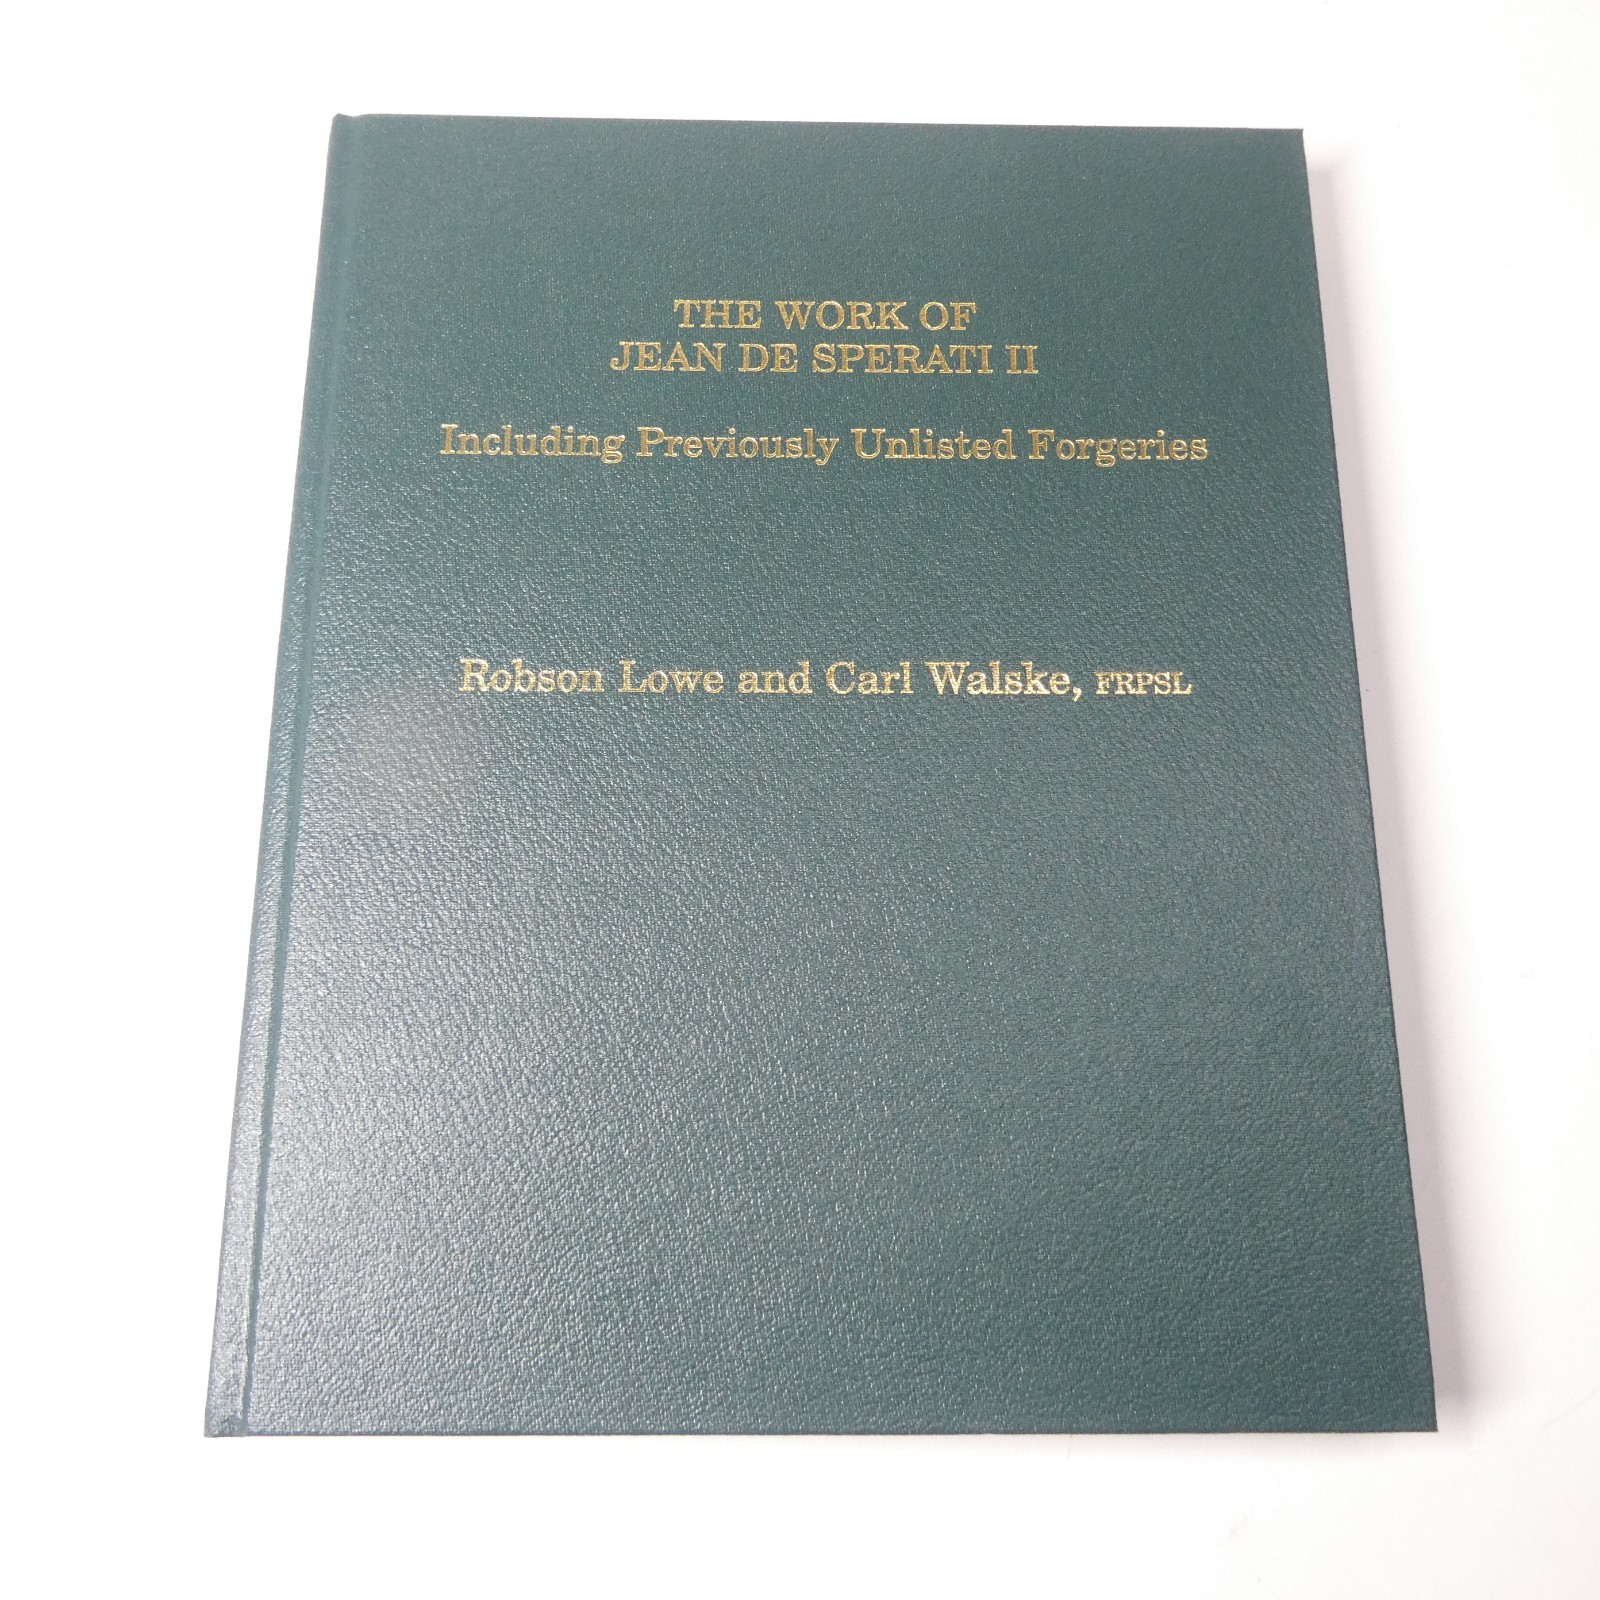 THE WORK OF
JEAN DE SPERATI II
Including Previously Unlisted Forgeries
Robson Lowe and Carl Walske, FRPSL